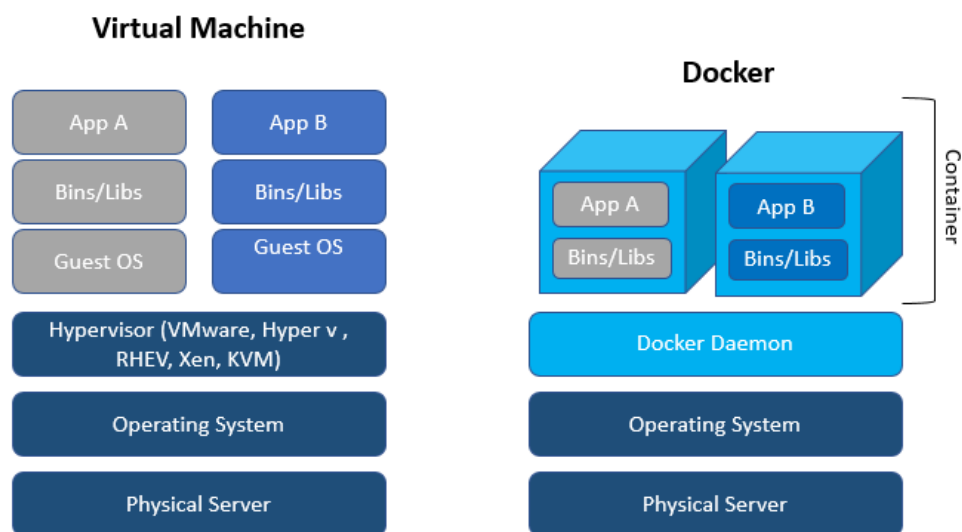 Virtual Machine
App A
App B
Bins/Libs
Bins/Libs
Guest OS
Guest OS
Hypervisor (VMware, Hyper v ,
RHEV, Xen, KVM)
Operating System
Physical Server
Docker
App A
App B
Bins/Libs
Bins/Libs
Container
Docker Daemon
Operating System
Physical Server